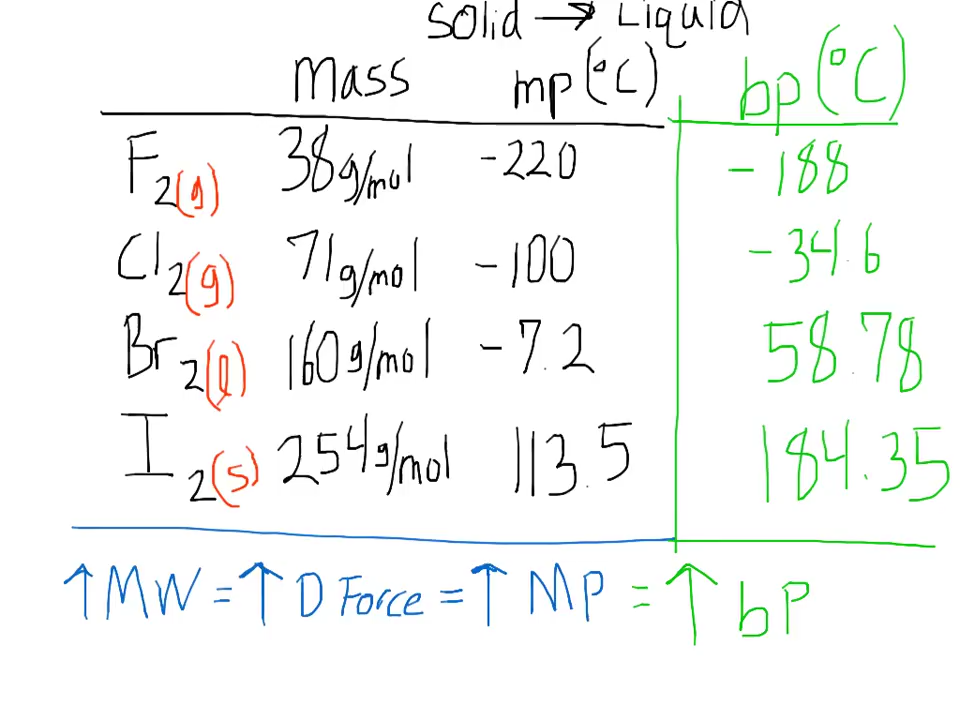 solid → Liquid
Mass mp (°C) bp (°C)
F2(g) 38g/mol -220 -188
Cl2(g) 71g/mol -100 -34.6
Br2(l) 160g/mol -7.2 58.78
I2(s) 254g/mol 113.5 184.35
↑ MW = ↑ D Force = ↑ MP = ↑ bP